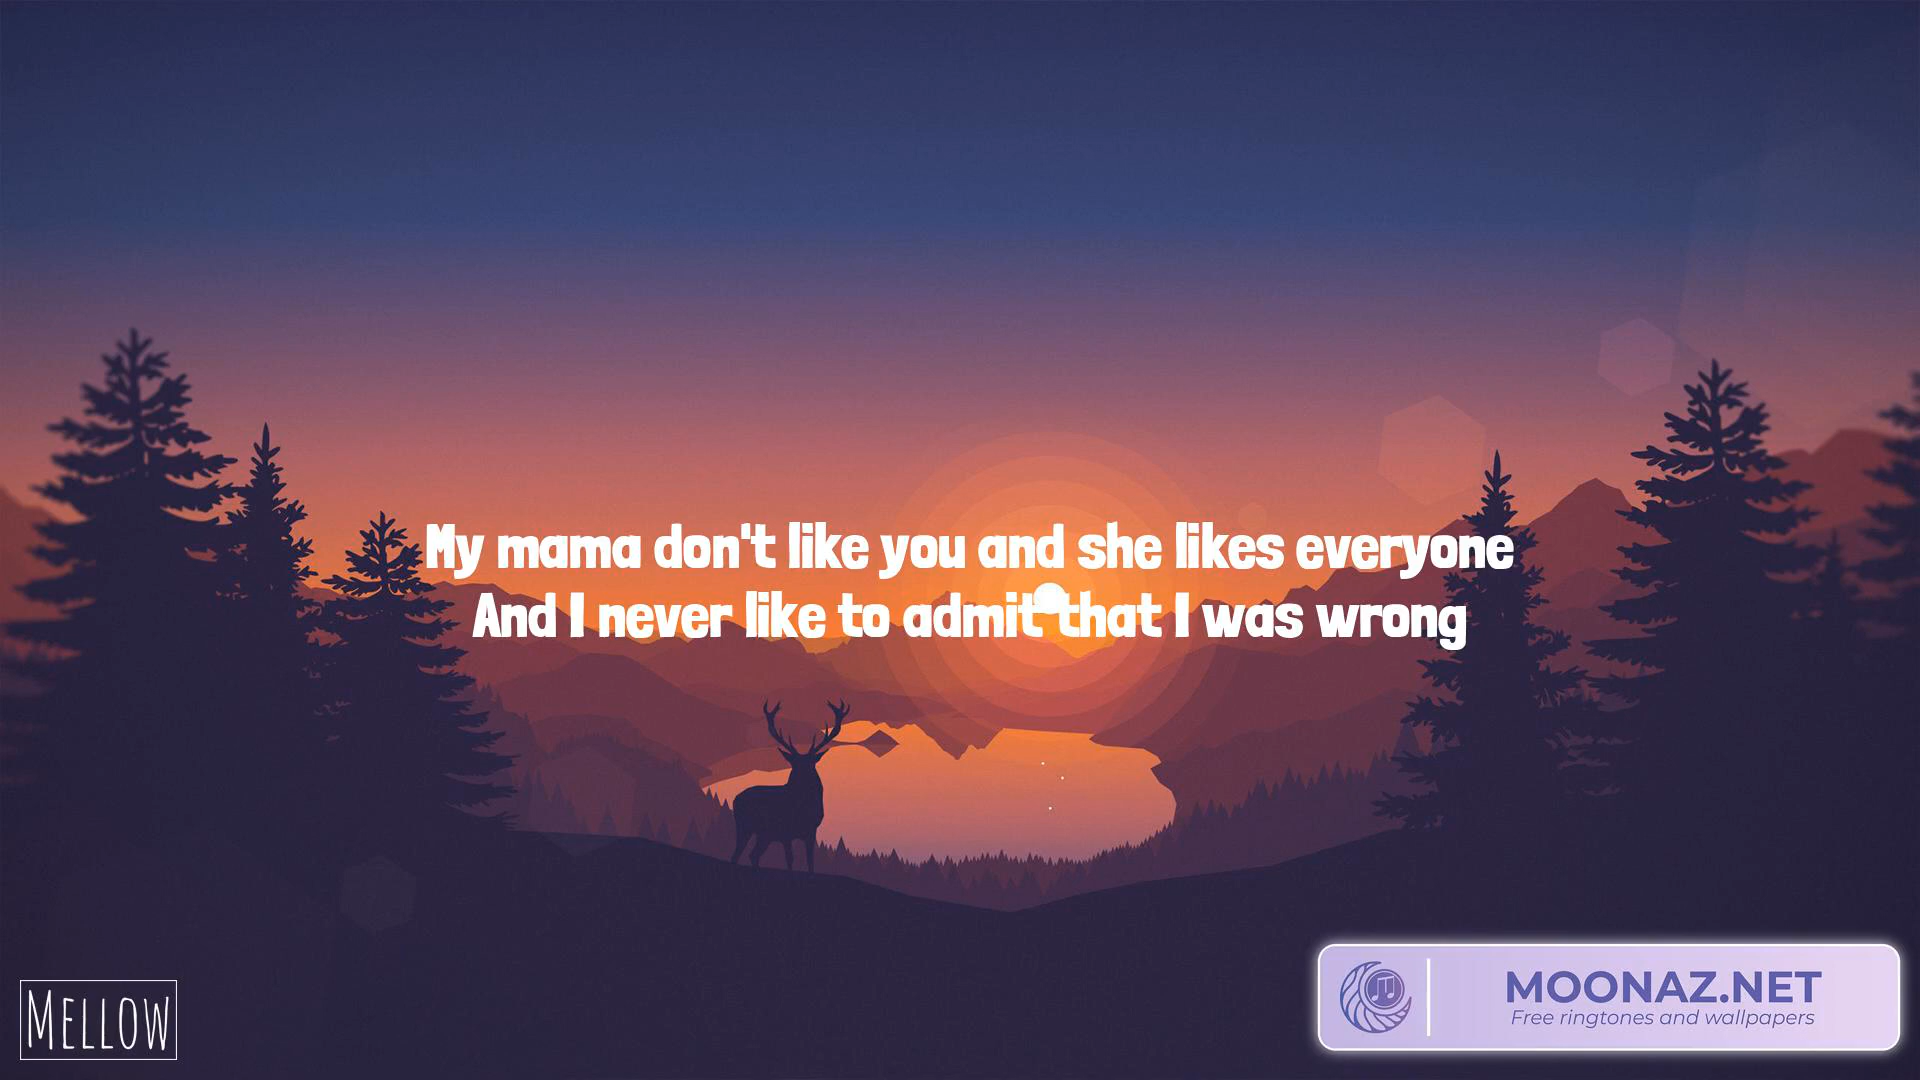 My mama don't like you and she likes everyone
And I never like to admit that I was wrong
MELLOW
MOONAZ.NET
Free ringtones and wallpapers